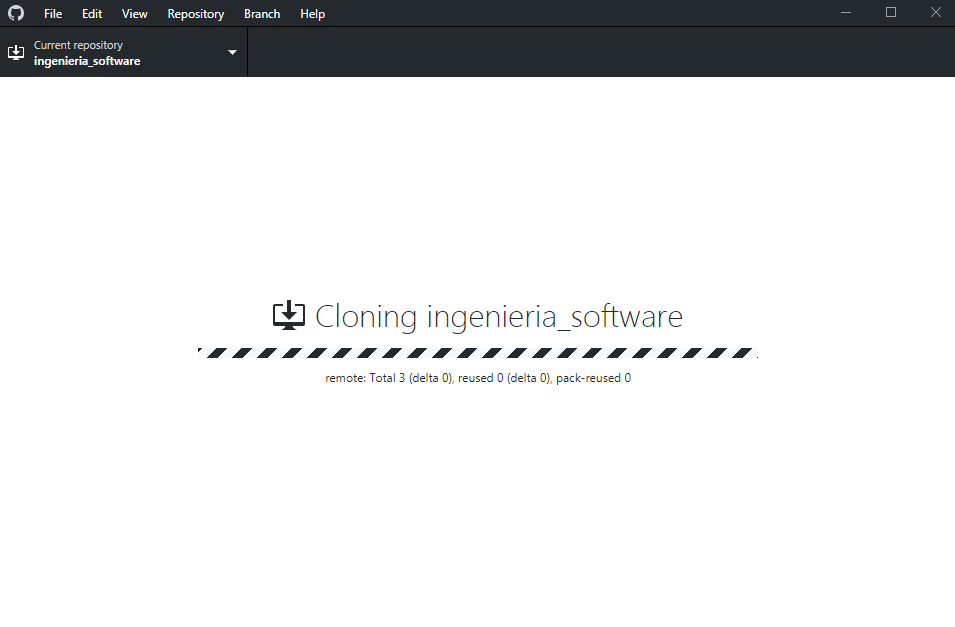 File Edit View Repository Branch Help
Current repository
ingenieria_software
Cloning ingenieria_software
remote: Total 3 (delta 0), reused 0 (delta 0), pack-reused 0